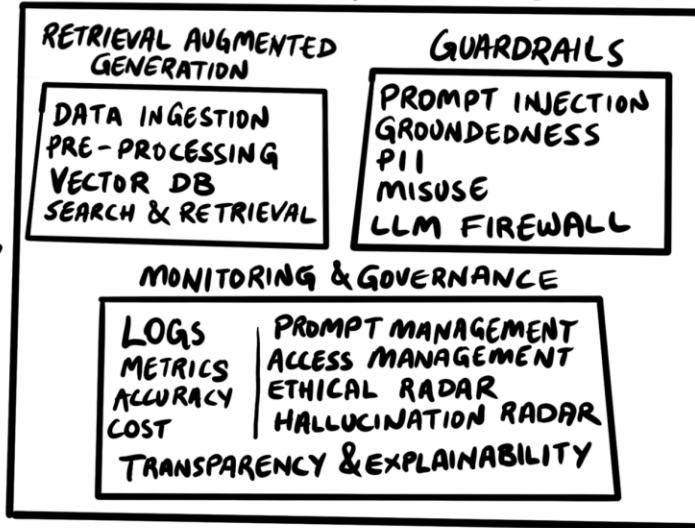 RETRIEVAL AUGMENTED
GENERATION
DATA INGESTION
PRE-PROCESSING
VECTOR DB
SEARCH & RETRIEVAL
GUARDRAILS
PROMPT INJECTION
GROUNDEDNESS
PII
MISUSE
LLM FIREWALL
MONITORING & GOVERNANCE
LOGS
METRICS
ACCURACY
COST
PROMPT MANAGEMENT
ACCESS MANAGEMENT
ETHICAL RADAR
HALLUCINATION RADAR
TRANSPARENCY & EXPLAINABILITY